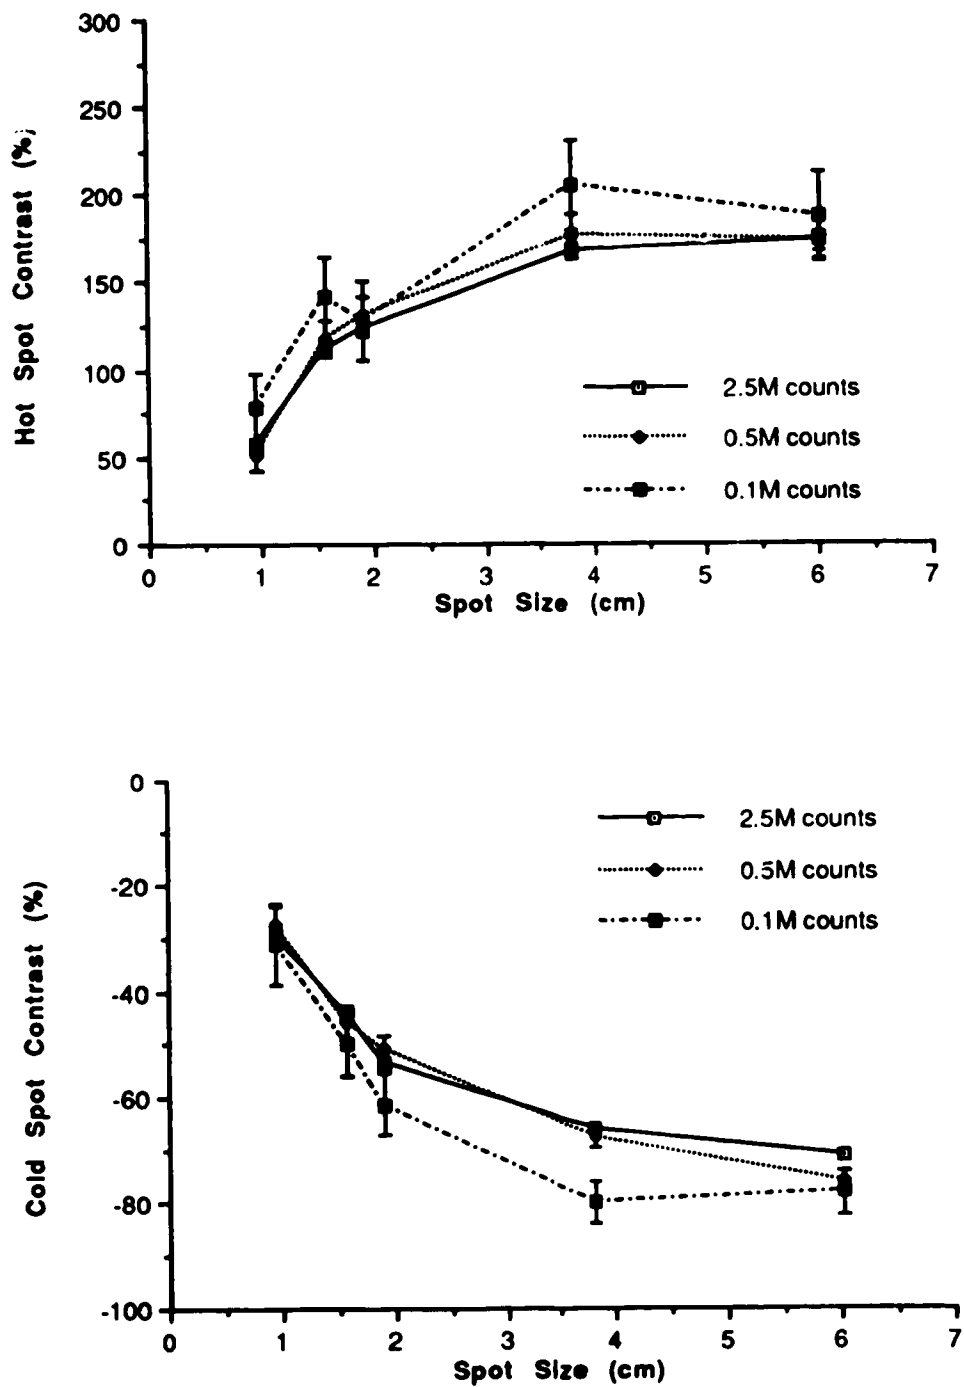 300
250
200
150
100
50
0
Hot Spot Contrast (%)
2.5M counts
0.5M counts
0.1M counts
0 1 2 3 4 5 6 7
Spot Size (cm)
0
-20
-40
-60
-80
-100
Cold Spot Contrast (%)
2.5M counts
0.5M counts
0.1M counts
0 1 2 3 4 5 6 7
Spot Size (cm)